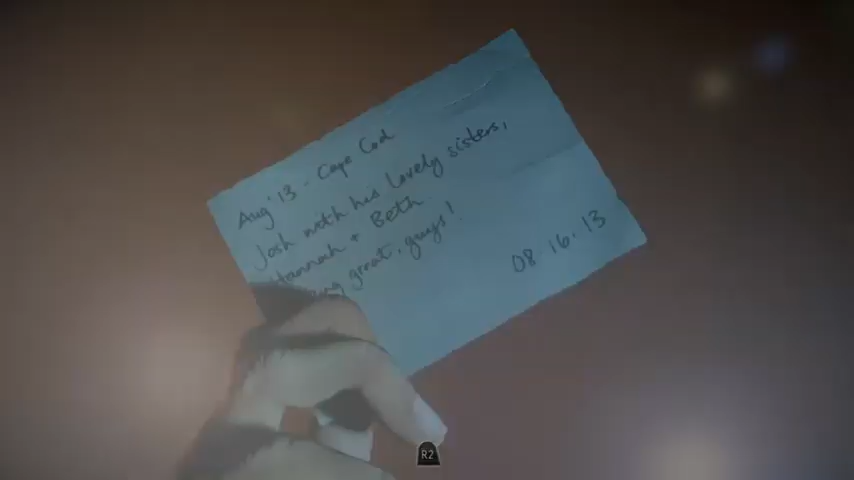 Aug '13 - Cape Cod
Josh with his lovely sisters,
Hannah + Beth.
great, guys!
08.16.13
R2